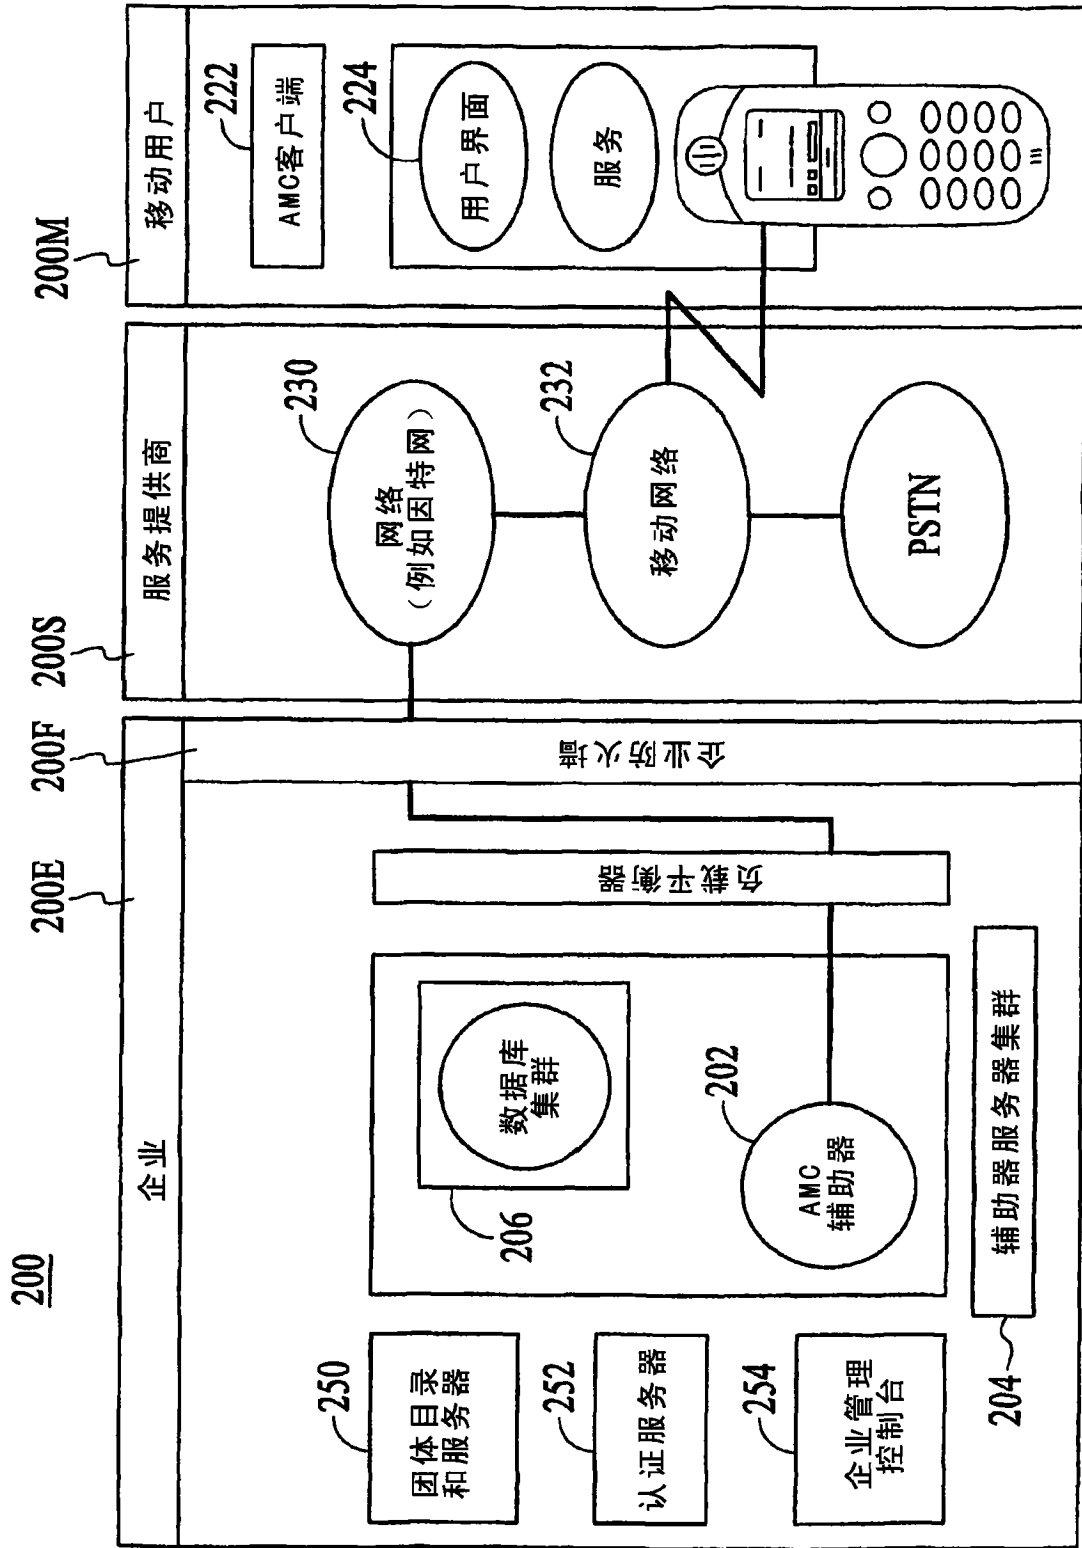 200
200E
200F
200S
200M
企业
服务提供商
移动用户
250
团体目录
和服务器
252
认证服务器
254
企业管理
控制台
数据库
集群
206
202
AMC
辅助器
204
辅助器服务器集群
负载平衡器
企业防火墙
230
网络
(例如因特网)
232
移动网络
PSTN
222
AMC客户端
224
用户界面
服务